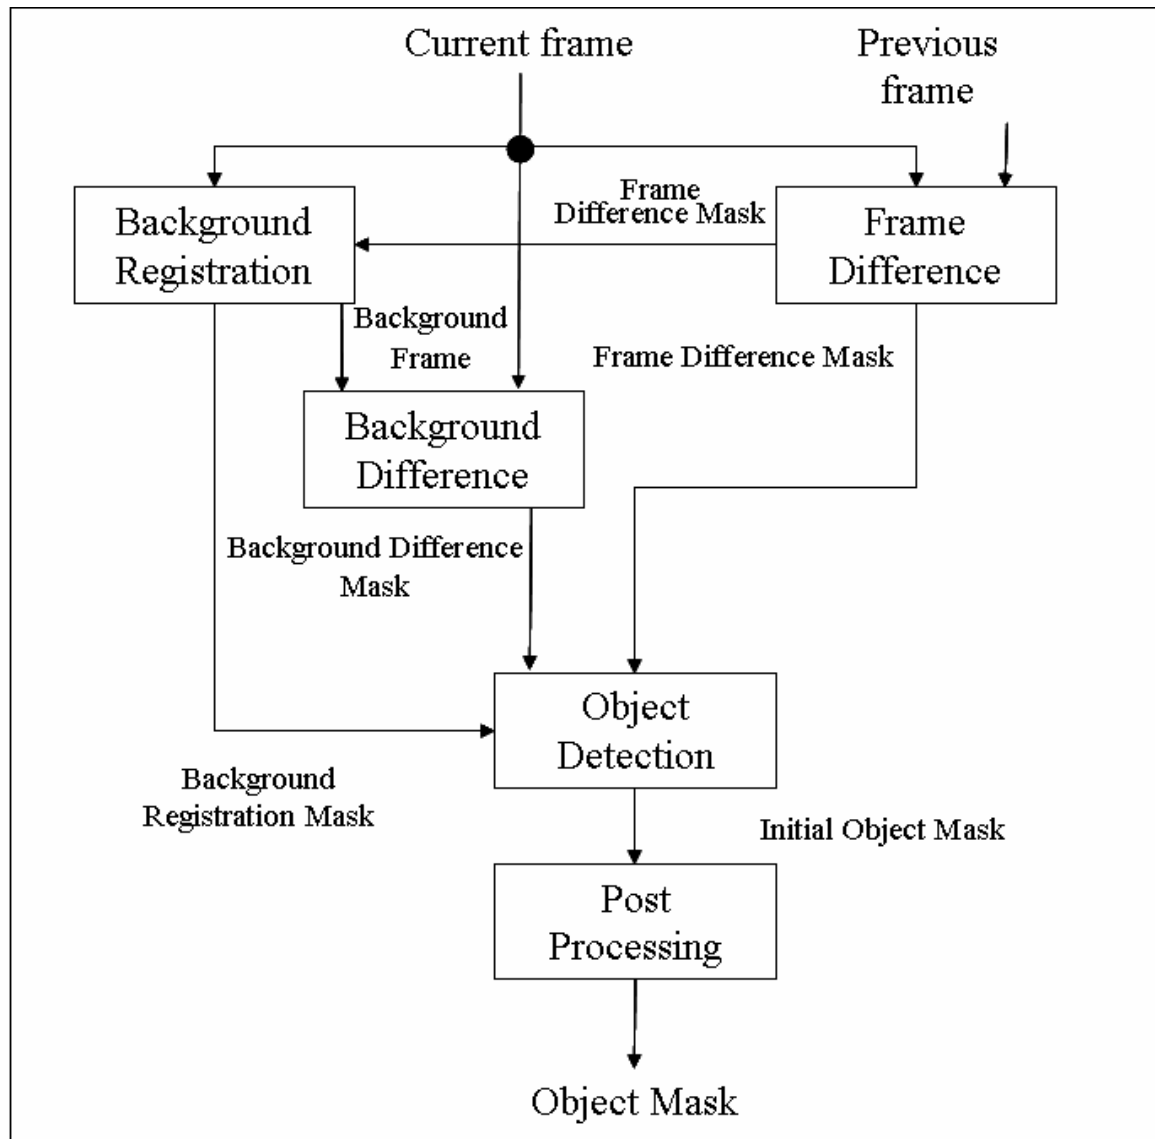 Current frame
Previous
frame
Frame
Difference Mask
Background
Registration
Frame
Difference
Background
Frame
Frame Difference Mask
Background
Difference
Background Difference
Mask
Object
Detection
Background
Registration Mask
Initial Object Mask
Post
Processing
Object Mask